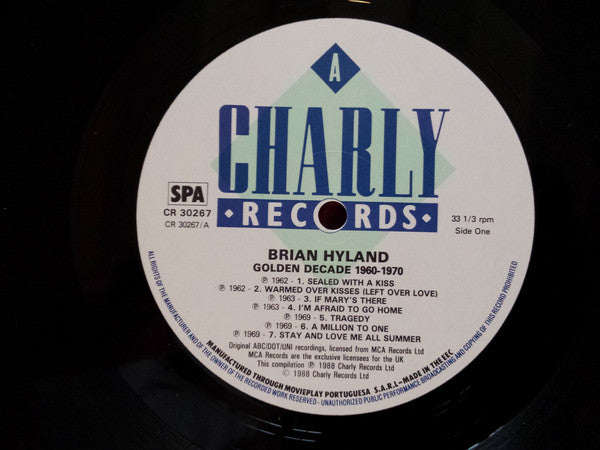 A
CHARLY
• RECORDS •
SPA
CR 30267
CR 30267/A
33 1/3 rpm
Side One
BRIAN HYLAND
GOLDEN DECADE 1960-1970
℗ 1962 - 1. SEALED WITH A KISS
℗ 1962 - 2. WARMED OVER KISSES (LEFT OVER LOVE)
℗ 1963 - 3. IF MARY'S THERE
℗ 1963 - 4. I'M AFRAID TO GO HOME
℗ 1969 - 5. TRAGEDY
℗ 1969 - 6. A MILLION TO ONE
℗ 1969 - 7. STAY AND LOVE ME ALL SUMMER
Original ABC/DOT/UNI recordings, licensed from MCA Records Ltd
MCA Records are the exclusive licensees for the UK
This compilation ℗ 1988 Charly Records Ltd
© 1988 Charly Records Ltd
MANUFACTURED THROUGH MOVIEPLAY PORTUGUESA S.A.R.L-MADE IN THE EEC
ALL RIGHTS OF THE MANUFACTURER AND OF THE OWNER OF THE RECORDED WORK RESERVED - UNAUTHORIZED PUBLIC PERFORMANCE BROADCASTING AND COPYING OF THIS RECORD PROHIBITED